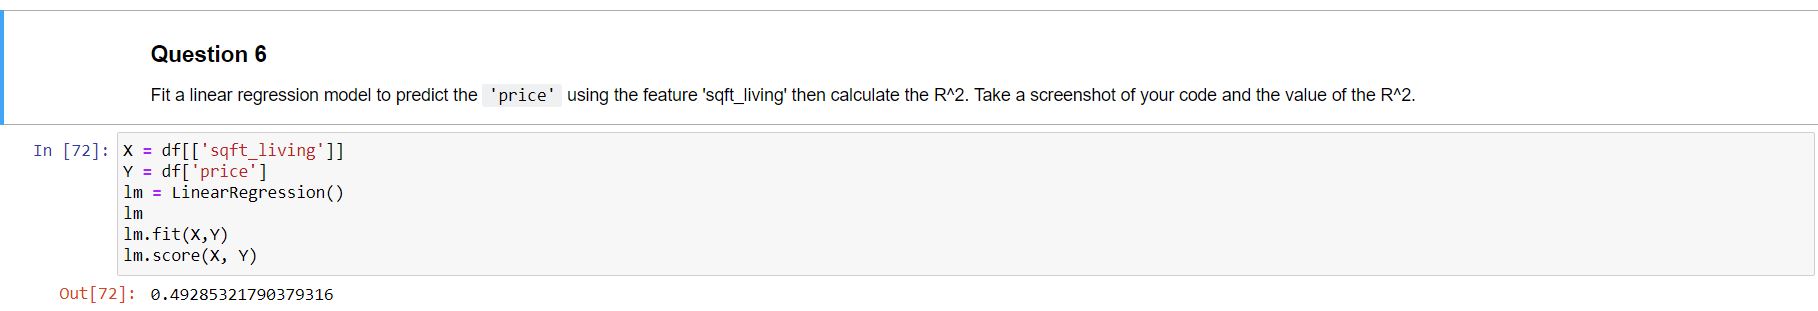 Question 6
Fit a linear regression model to predict the 'price' using the feature 'sqft_living' then calculate the R^2. Take a screenshot of your code and the value of the R^2.
In [72]: X = df[['sqft_living']]
Y = df['price']
lm = LinearRegression()
lm
lm.fit(X,Y)
lm.score(X, Y)
Out[72]: 0.49285321790379316